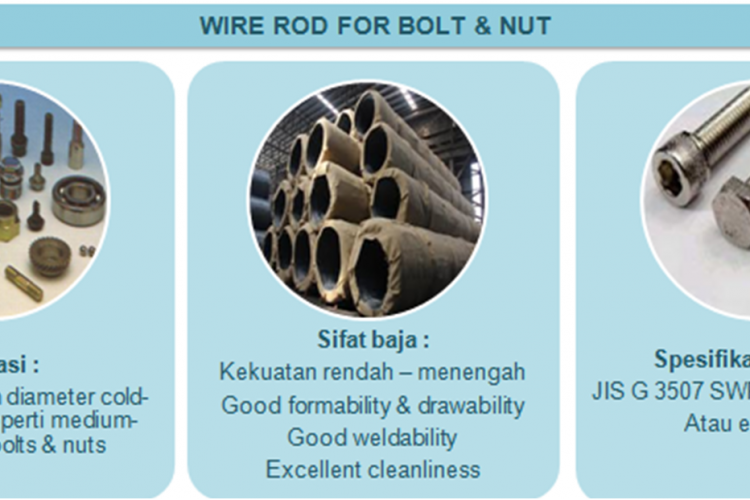 WIRE ROD FOR BOLT & NUT
asi :
diameter cold-
perti medium-
olts & nuts
Sifat baja :
Kekuatan rendah – menengah
Good formability & drawability
Good weldability
Excellent cleanliness
Spesifika
JIS G 3507 SW
Atau e